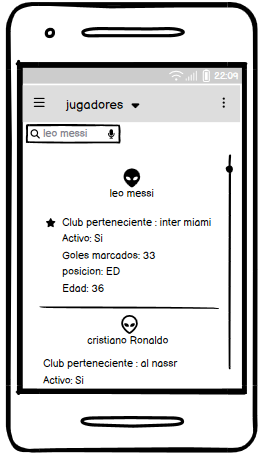 22:09
jugadores
leo messi
leo messi
Club perteneciente : inter miami
Activo: Si
Goles marcados: 33
posicion: ED
Edad: 36
cristiano Ronaldo
Club perteneciente : al nassr
Activo: Si